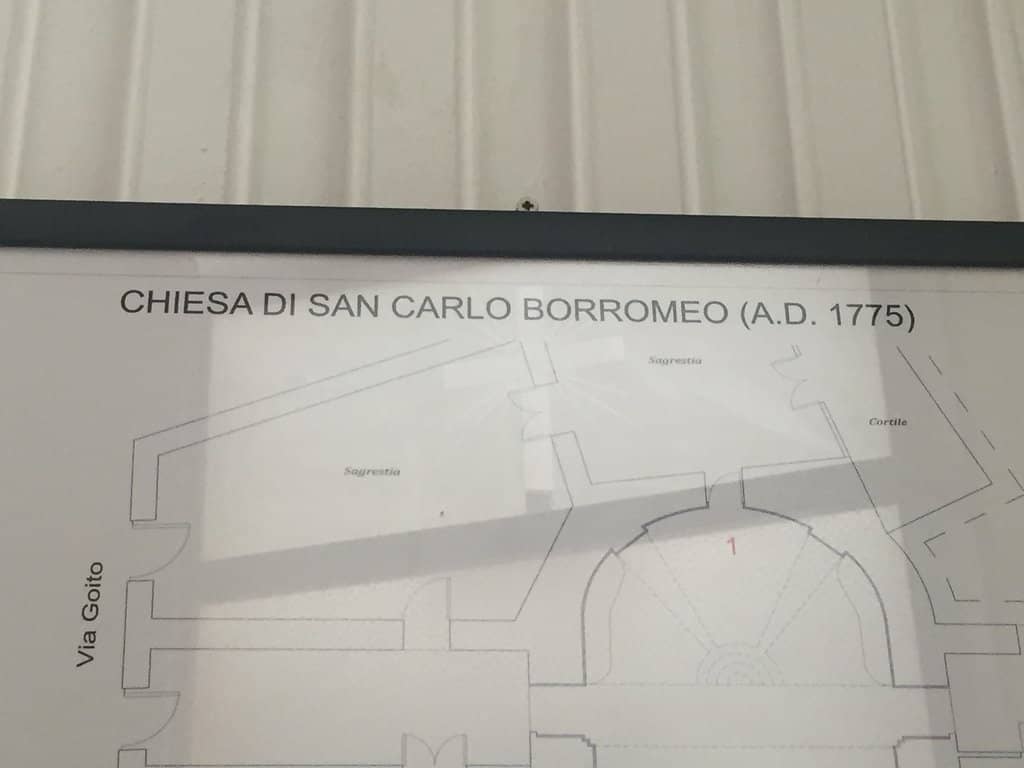 CHIESA DI SAN CARLO BORROMEO (A.D. 1775)
Sagrestia
Cortile
Sagrestia
1
Via Goito